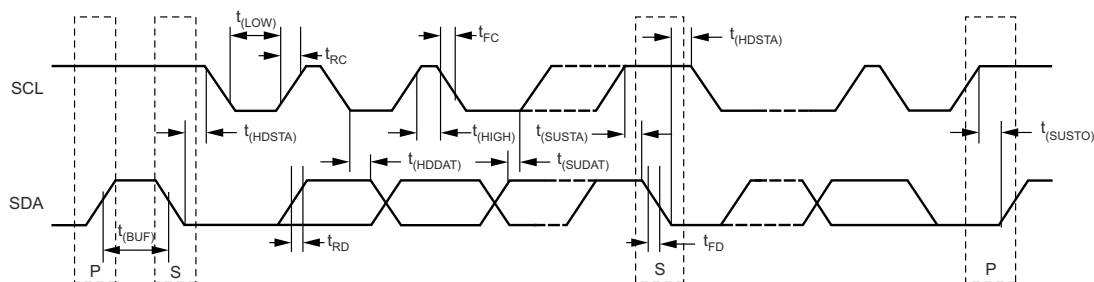 t(LOW)
tRC
tFC
t(HDSTA)
SCL
t(HDSTA)
t(HIGH)
t(SUSTA)
t(SUSTO)
t(HDDAT)
t(SUDAT)
SDA
t(BUF)
tRD
tFD
P
S
S
P